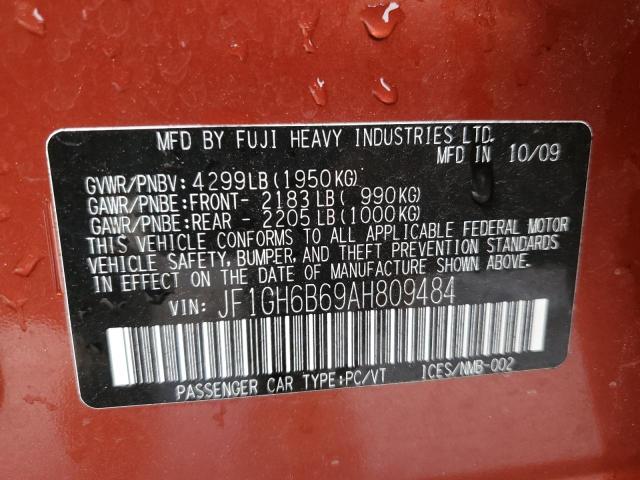 MFD BY FUJI HEAVY INDUSTRIES LTD.
MFD IN 10/09
GVWR/PNBV: 4299LB(1950KG)
GAWR/PNBE:FRONT- 2183LB( 990KG)
GAWR/PNBE:REAR - 2205LB(1000KG)
THIS VEHICLE CONFORMS TO ALL APPLICABLE FEDERAL MOTOR
VEHICLE SAFETY, BUMPER, AND THEFT PREVENTION STANDARDS
IN EFFECT ON THE DATE OF MANUFACTURE SHOWN ABOVE.
VIN: JF1GH6B69AH809484
PASSENGER CAR TYPE:PC/VT 1CES/NMB-002